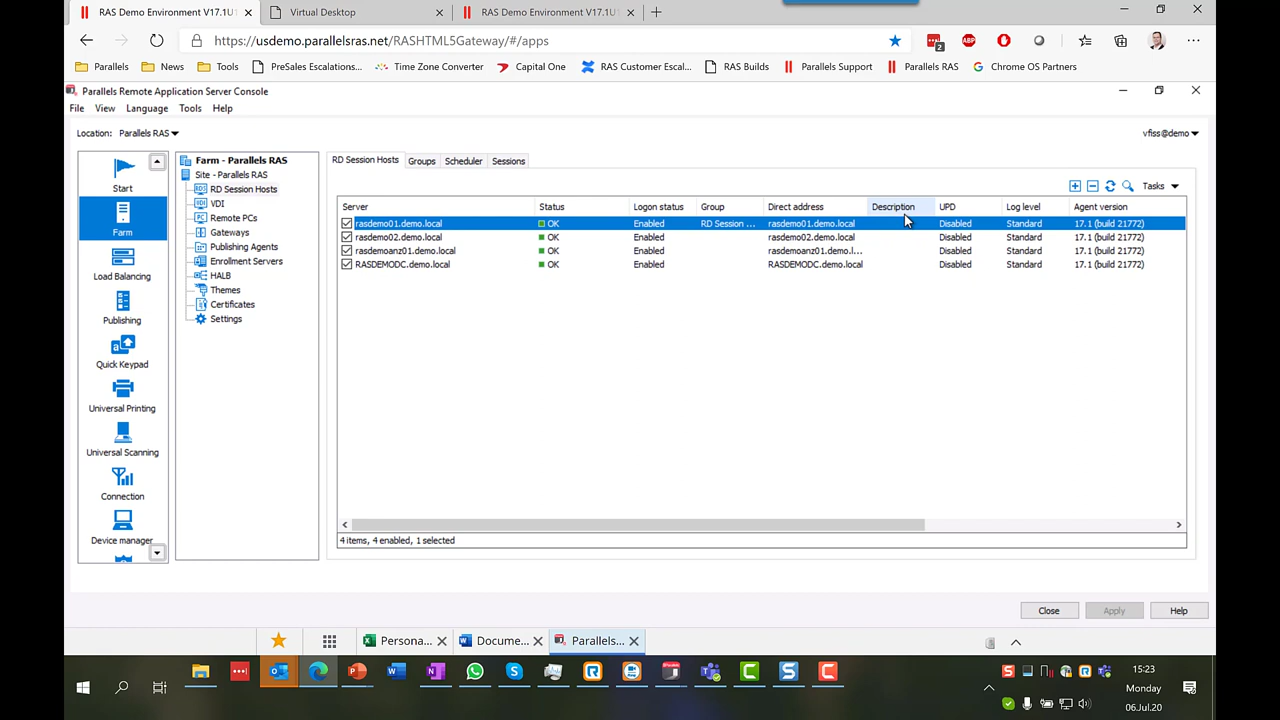 RAS Demo Environment V17.1U1
Virtual Desktop
RAS Demo Environment V17.1U
https://usdemo.parallelsras.net/RASHTML5Gateway/#/apps
2
ABP
Parallels
News
Tools
PreSales Escalations...
Time Zone Converter
Capital One
RAS Customer Escal...
RAS Builds
Parallels Support
Parallels RAS
Chrome OS Partners
Parallels Remote Application Server Console
File View Language Tools Help
Location: Parallels RAS
vfiss@demo
Start
Farm
Load Balancing
Publishing
Quick Keypad
Universal Printing
Universal Scanning
Connection
Device manager
Farm - Parallels RAS
Site - Parallels RAS
RD Session Hosts
VDI
Remote PCs
Gateways
Publishing Agents
Enrollment Servers
HALB
Themes
Certificates
Settings
RD Session Hosts Groups Scheduler Sessions
Tasks
Server Status Logon status Group Direct address Description UPD Log level Agent version
rasdemo01.demo.local OK Enabled RD Session ... rasdemo01.demo.local Disabled Standard 17.1 (build 21772)
rasdemo02.demo.local OK Enabled rasdemo02.demo.local Disabled Standard 17.1 (build 21772)
rasdemoanz01.demo.local OK Enabled rasdemoanz01.demo.l... Disabled Standard 17.1 (build 21772)
RASDEMODC.demo.local OK Enabled RASDEMODC.demo.local Disabled Standard 17.1 (build 21772)
4 items, 4 enabled, 1 selected
Close Apply Help
Persona...
Docume...
Parallels...
15:23
Monday
06.Jul.20